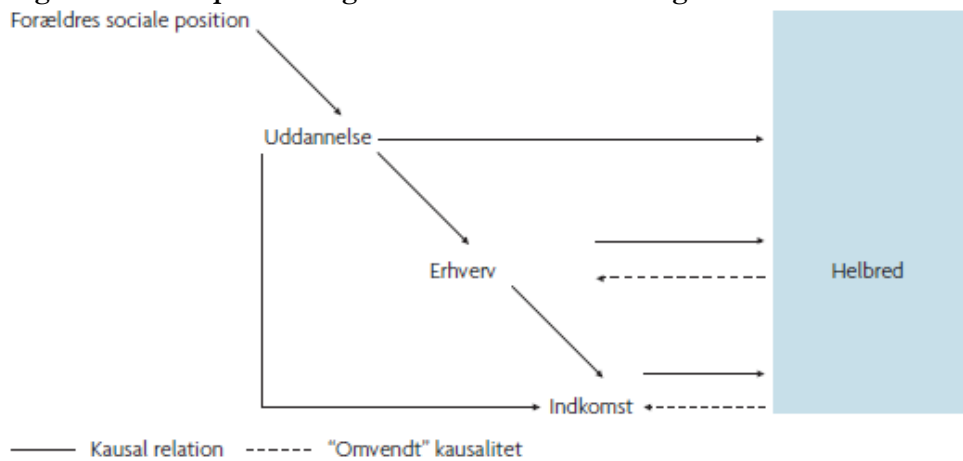 Forældres sociale position
Uddannelse
Erhverv
Helbred
Indkomst
Kausal relation "Omvendt" kausalitet